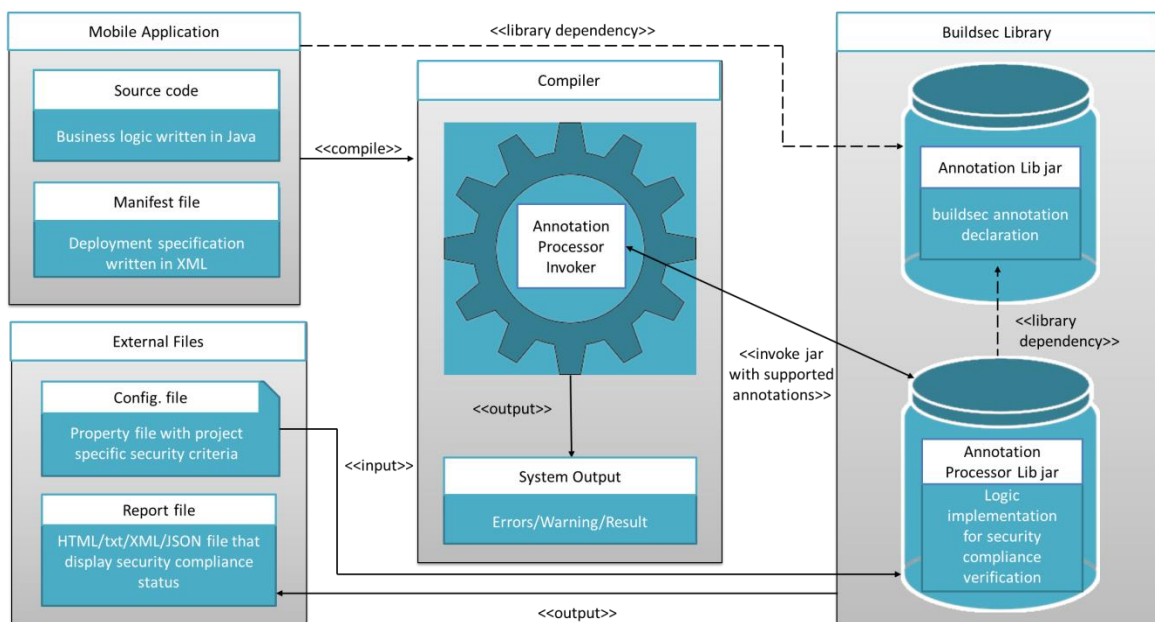 Mobile Application
Source code
Business logic written in Java
Manifest file
Deployment specification
written in XML
External Files
Config. file
Property file with project
specific security criteria
Report file
HTML/txt/XML/JSON file that
display security compliance
status
<<library dependency>>
<<compile>>
<<input>>
Compiler
Annotation
Processor
Invoker
<<output>>
System Output
Errors/Warning/Result
<<invoke jar
with supported
annotations>>
<<output>>
Buildsec Library
Annotation Lib jar
buildsec annotation
declaration
<<library
dependency>>
Annotation
Processor Lib jar
Logic
implementation
for security
compliance
verification